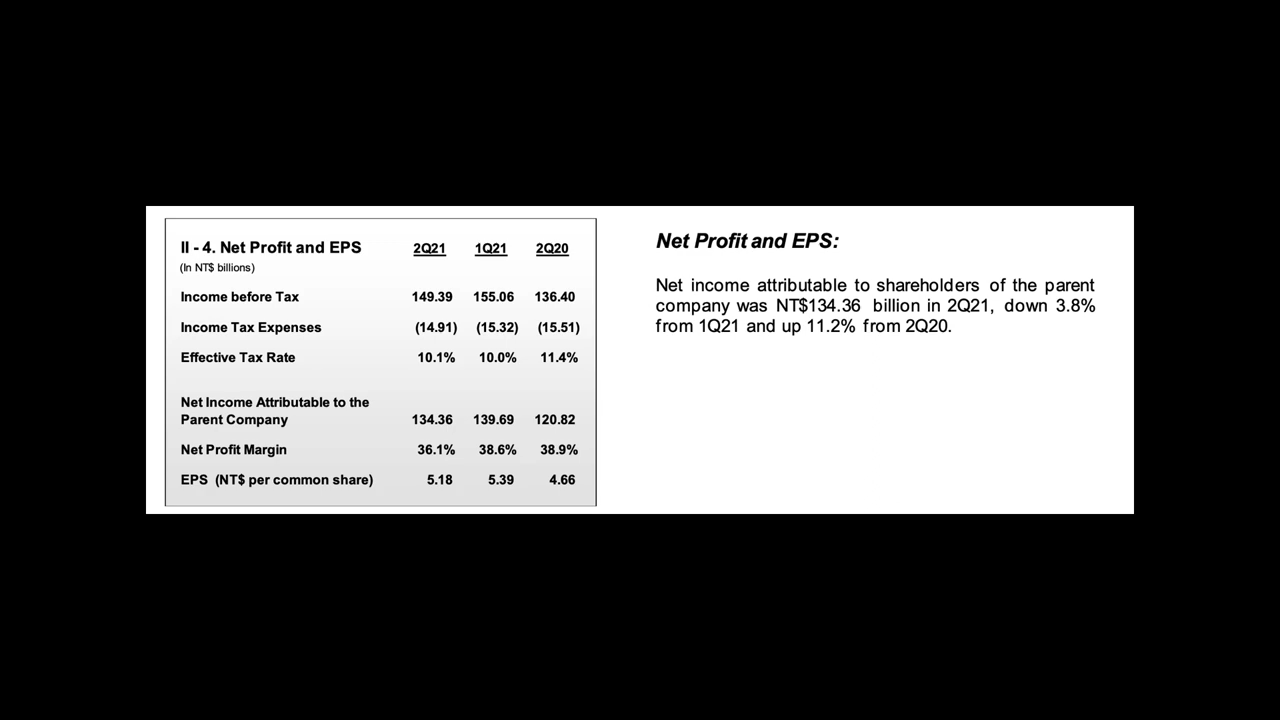 II - 4. Net Profit and EPS 2Q21 1Q21 2Q20
(In NT$ billions)
Income before Tax 149.39 155.06 136.40
Income Tax Expenses (14.91) (15.32) (15.51)
Effective Tax Rate 10.1% 10.0% 11.4%
Net Income Attributable to the
Parent Company 134.36 139.69 120.82
Net Profit Margin 36.1% 38.6% 38.9%
EPS (NT$ per common share) 5.18 5.39 4.66
Net Profit and EPS:
Net income attributable to shareholders of the parent
company was NT$134.36 billion in 2Q21, down 3.8%
from 1Q21 and up 11.2% from 2Q20.